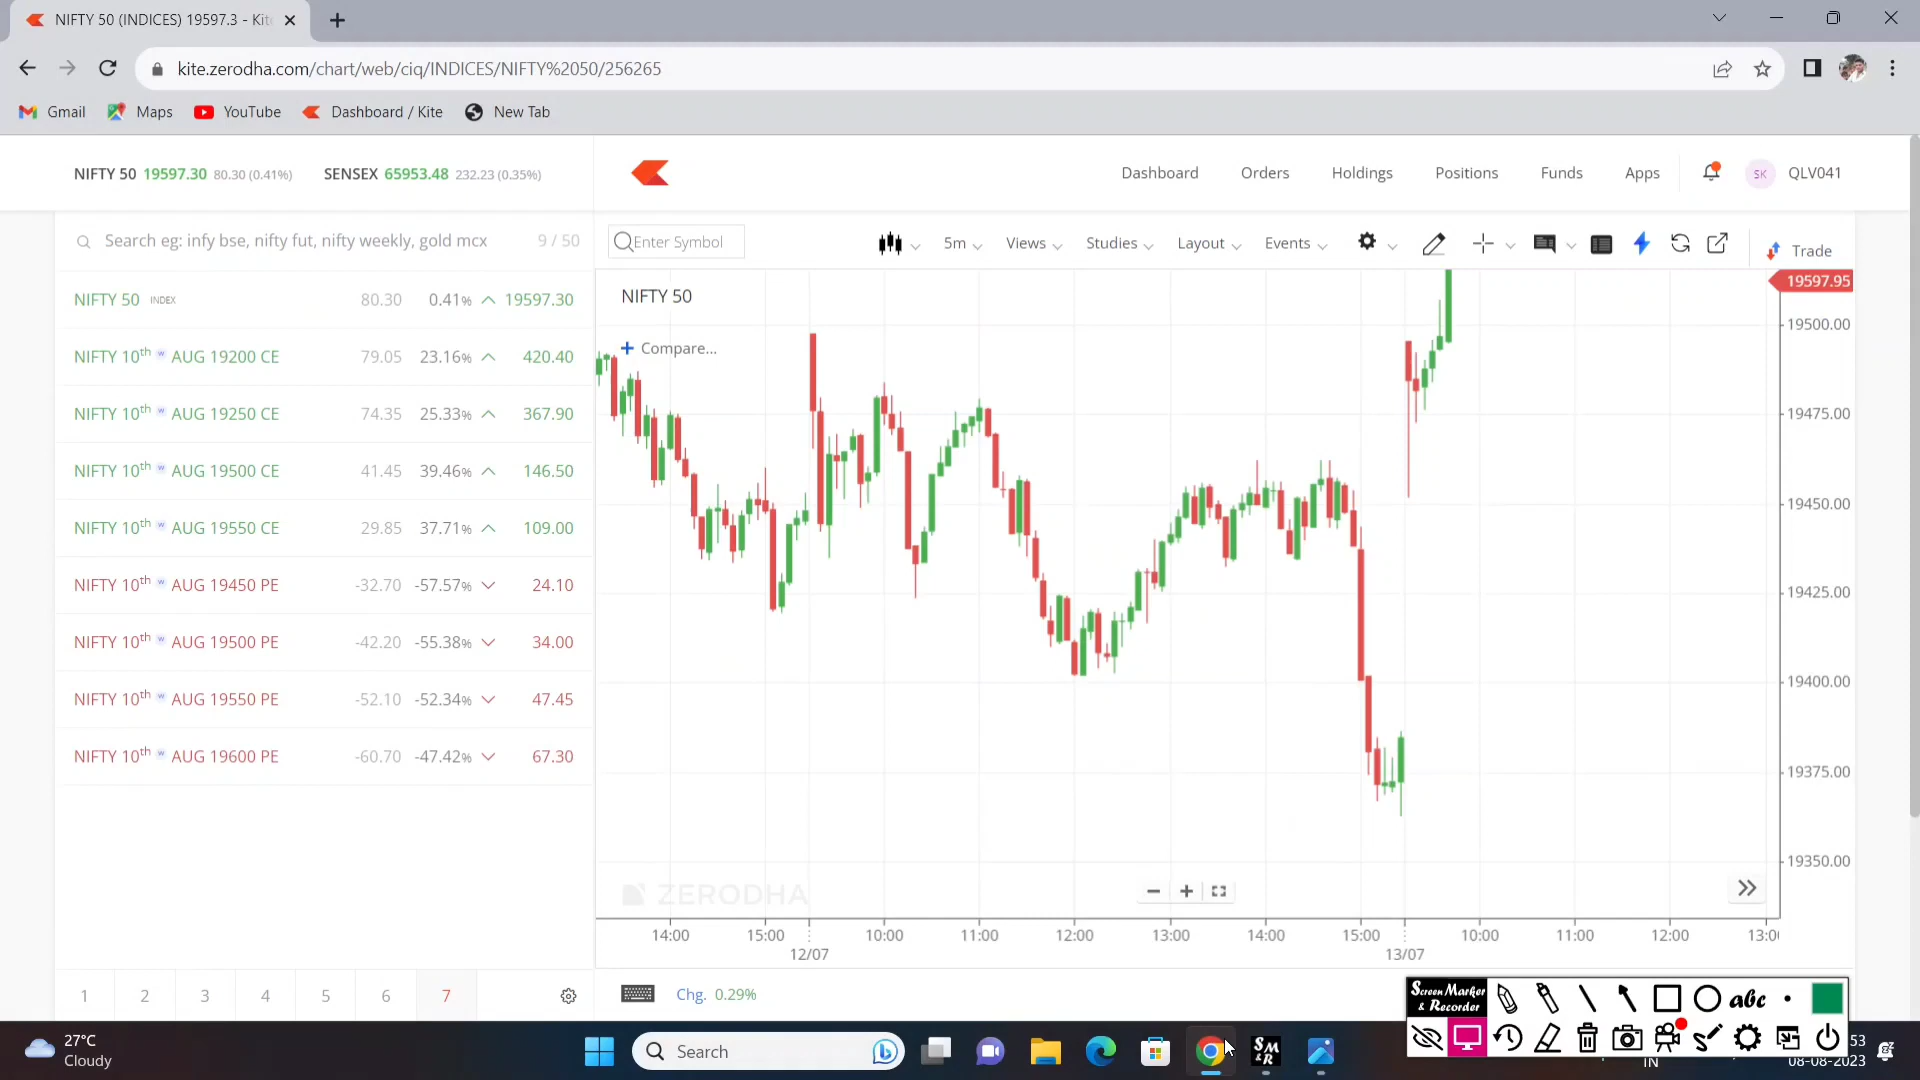 NIFTY 50 (INDICES) 19597.3 - Kit
kite.zerodha.com/chart/web/ciq/INDICES/NIFTY%2050/256265
Gmail Maps YouTube Dashboard / Kite New Tab
NIFTY 50 19597.30 80.30 (0.41%) SENSEX 65953.48 232.23 (0.35%)
Dashboard Orders Holdings Positions Funds Apps SK QLV041
Search eg: infy bse, nifty fut, nifty weekly, gold mcx 9 / 50
Enter Symbol 5m Views Studies Layout Events Trade
NIFTY 50 INDEX 80.30 0.41% 19597.30
NIFTY 10th w AUG 19200 CE 79.05 23.16% 420.40
NIFTY 10th w AUG 19250 CE 74.35 25.33% 367.90
NIFTY 10th w AUG 19500 CE 41.45 39.46% 146.50
NIFTY 10th w AUG 19550 CE 29.85 37.71% 109.00
NIFTY 10th w AUG 19450 PE -32.70 -57.57% 24.10
NIFTY 10th w AUG 19500 PE -42.20 -55.38% 34.00
NIFTY 10th w AUG 19550 PE -52.10 -52.34% 47.45
NIFTY 10th w AUG 19600 PE -60.70 -47.42% 67.30
1 2 3 4 5 6 7
NIFTY 50
Compare...
19597.95
19500.00
19475.00
19450.00
19425.00
19400.00
19375.00
19350.00
ZERODHA
14:00 15:00 10:00 11:00 12:00 13:00 14:00 15:00 10:00 11:00 12:00
12/07 13/07
Chg. 0.29%
Screen Marker
& Recorder
abc
27°C
Cloudy
Search
SM
&R
53
IN
08-08-2023